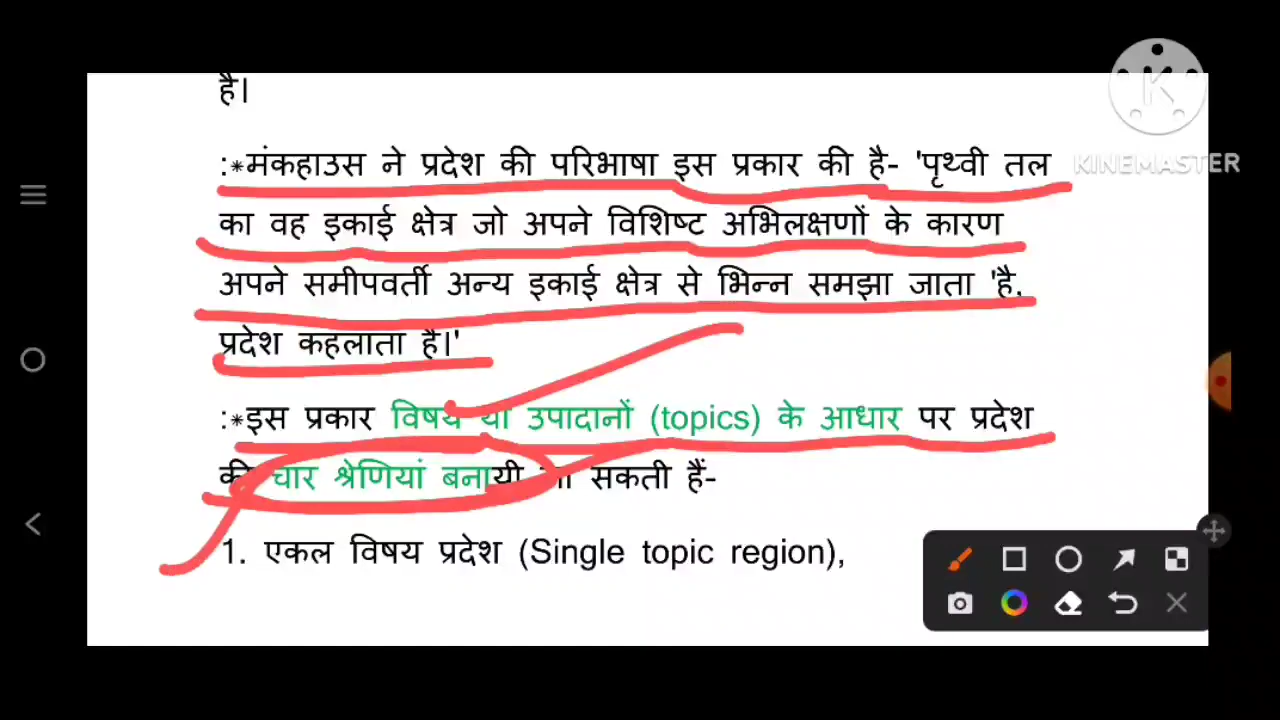 है।
:*मंकहाउस ने प्रदेश की परिभाषा इस प्रकार की है- 'पृथ्वी तल
KINEMASTER
का वह इकाई क्षेत्र जो अपने विशिष्ट अभिलक्षणों के कारण
अपने समीपवर्ती अन्य इकाई क्षेत्र से भिन्न समझा जाता 'है,
प्रदेश कहलाता है।'
:*इस प्रकार विषय या उपादानों (topics) के आधार पर प्रदेश
की चार श्रेणियां बनायी जा सकती हैं-
1. एकल विषय प्रदेश (Single topic region),